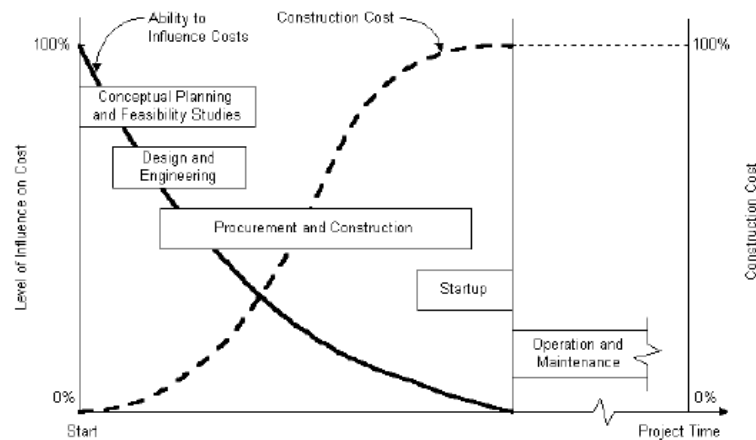 Ability to
Influence Costs
Construction Cost
100%
100%
Conceptual Planning
and Feasibility Studies
Design and
Engineering
Level of Influence on Cost
Construction Cost
Procurement and Construction
Startup
Operation and
Maintenance
0%
0%
Start
Project Time